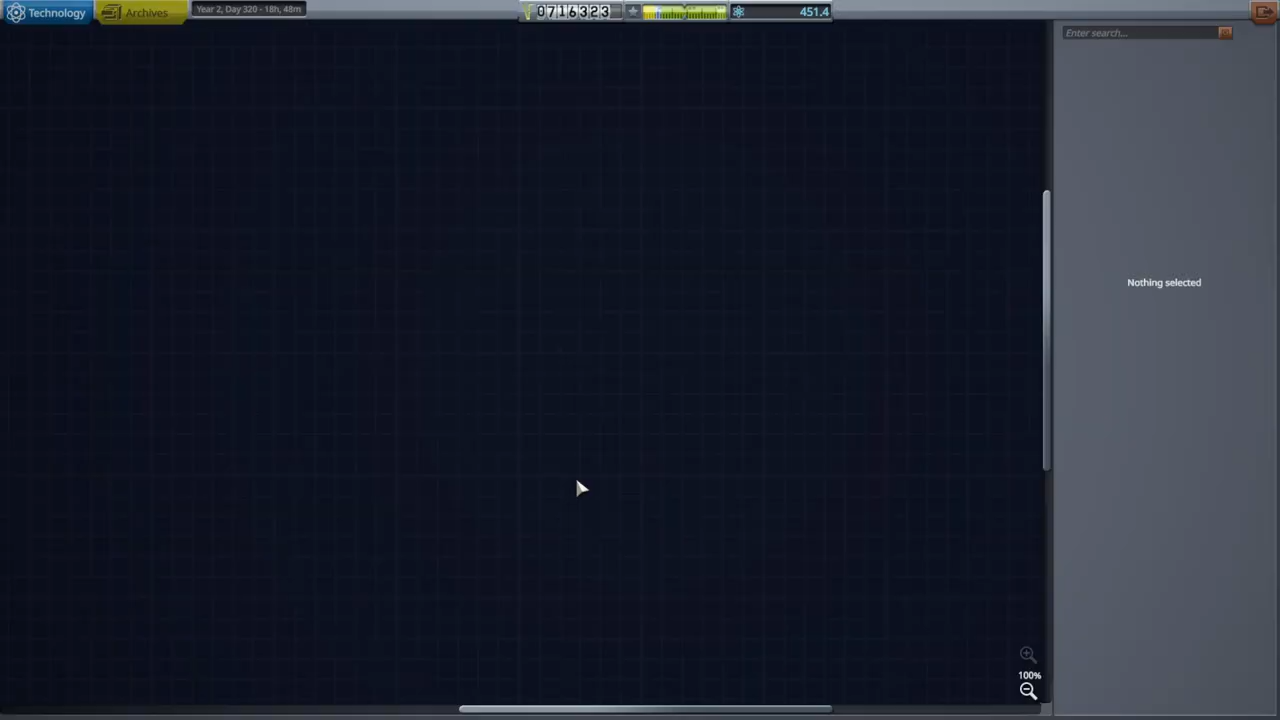 Technology
Archives
Year 2, Day 320 - 18h, 48m
0716323
451.4
Enter search...
Nothing selected
100%